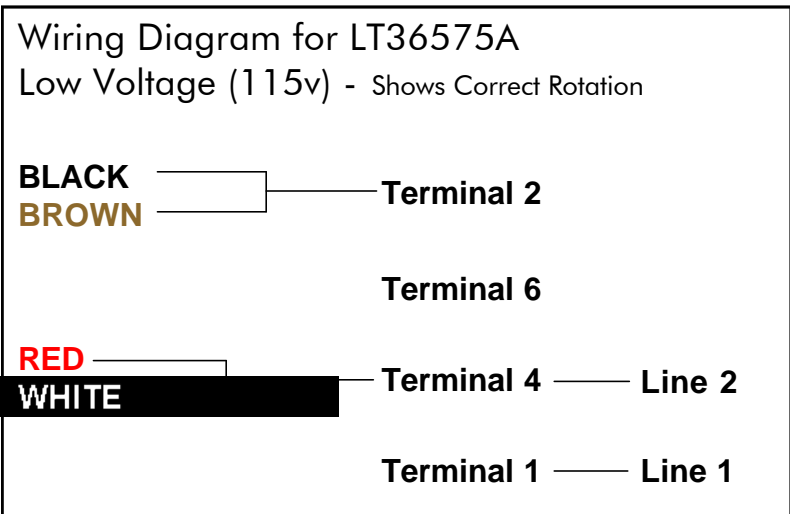 Wiring Diagram for LT36575A
Low Voltage (115v) - Shows Correct Rotation
BLACK
BROWN
Terminal 2
Terminal 6
RED
WHITE
Terminal 4
Line 2
Terminal 1
Line 1